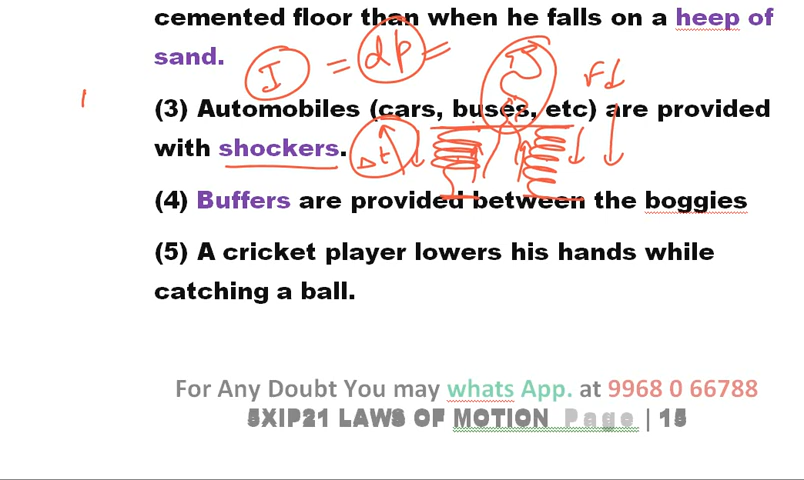 cemented floor than when he falls on a heep of
sand.
I = dp =
F↓
(3) Automobiles (cars, buses, etc) are provided
with shockers.
Δt
(4) Buffers are provided between the boggies
(5) A cricket player lowers his hands while
catching a ball.
For Any Doubt You may whats App. at 9968 0 66788
5XIP21 LAWS OF MOTION Page | 15